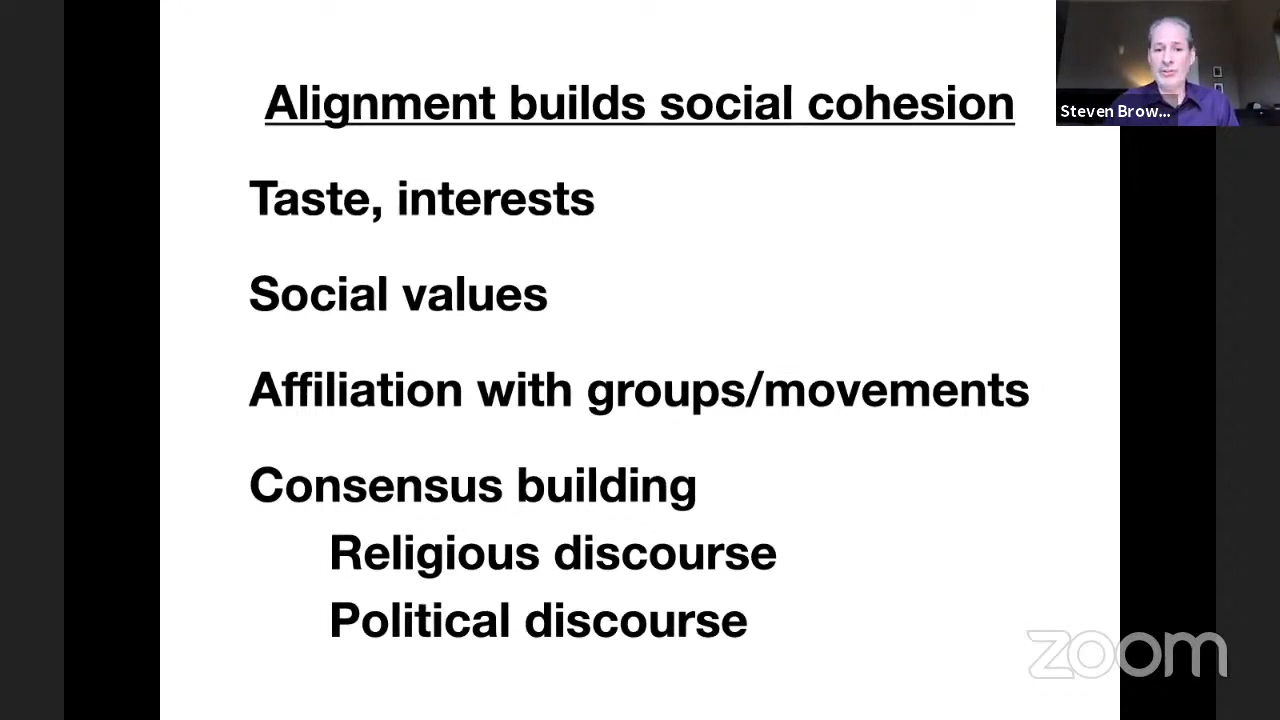 Alignment builds social cohesion
Steven Brow...
Taste, interests
Social values
Affiliation with groups/movements
Consensus building
Religious discourse
Political discourse
zoom